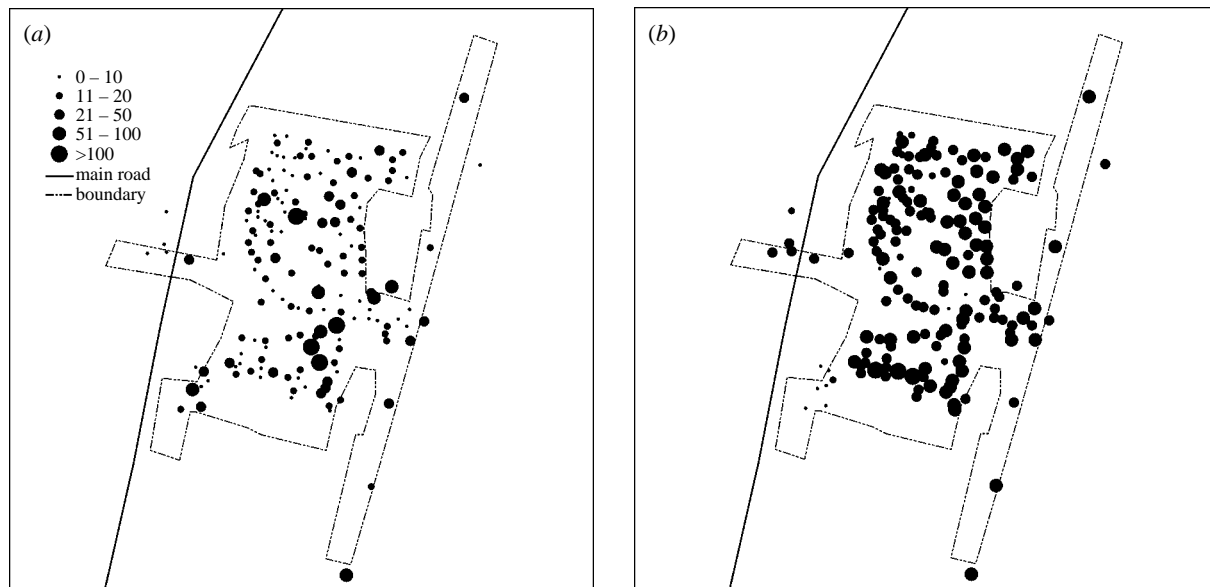 (a)
0 – 10
11 – 20
21 – 50
51 – 100
>100
main road
boundary
(b)